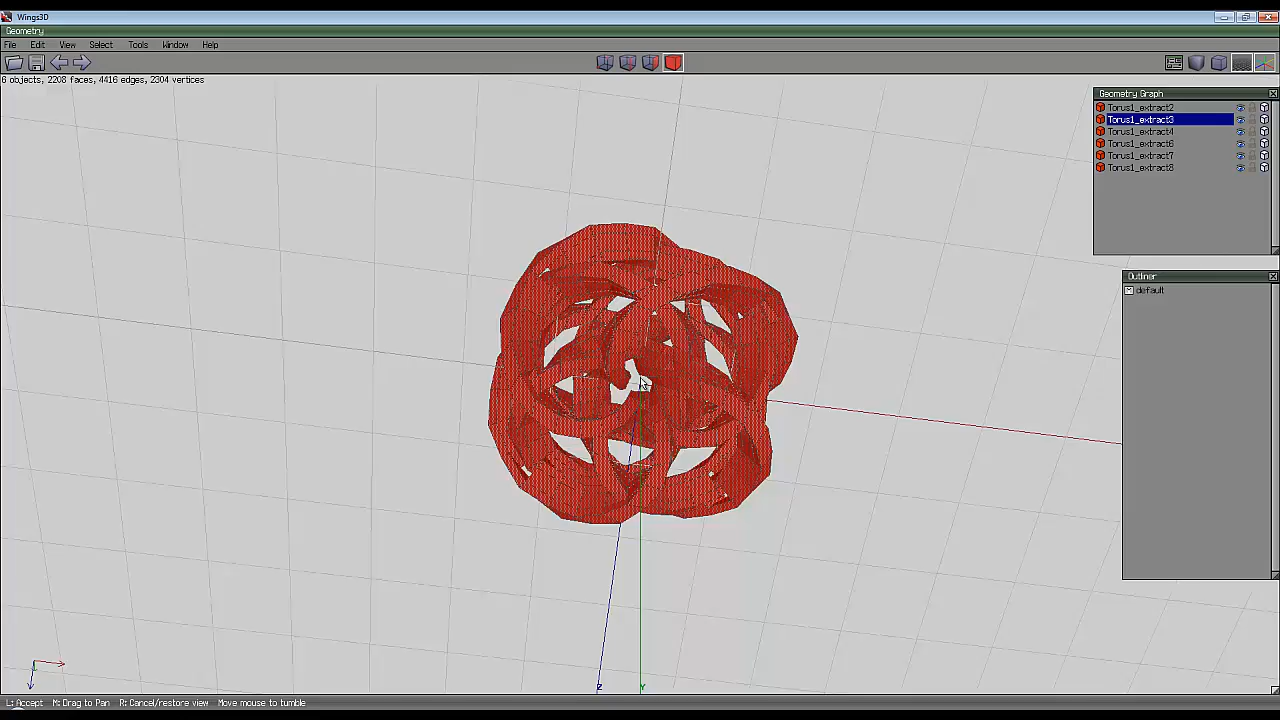 Wings3D
Geometry
File Edit View Select Tools Window Help
6 objects, 2208 faces, 4416 edges, 2304 vertices
Geometry Graph
Torus1_extract2
Torus1_extract3
Torus1_extract4
Torus1_extract6
Torus1_extract7
Torus1_extract8
Outliner
default
Z Y
L: Accept M: Drag to Pan R: Cancel/restore view Move mouse to tumble